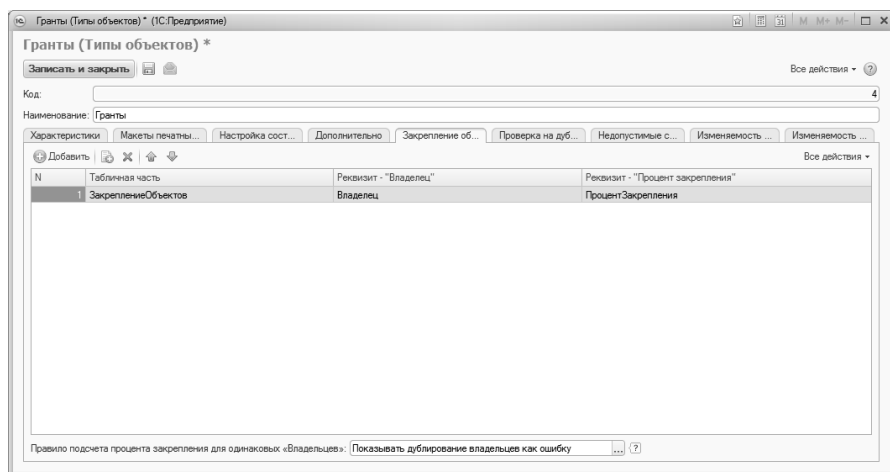 Гранты (Типы объектов) * (1С:Предприятие) M M+ M-
Гранты (Типы объектов) *
Записать и закрыть Все действия
Код: 4
Наименование: Гранты
Характеристики Макеты печатны... Настройка сост... Дополнительно Закрепление об... Проверка на дуб... Недопустимые с... Изменяемость ... Изменяемость ...
Добавить Все действия
N Табличная часть Реквизит - "Владелец" Реквизит - "Процент закрепления"
1 ЗакреплениеОбъектов Владелец ПроцентЗакрепления
Правило подсчета процента закрепления для одинаковых «Владельцев»: Показывать дублирование владельцев как ошибку ... ?